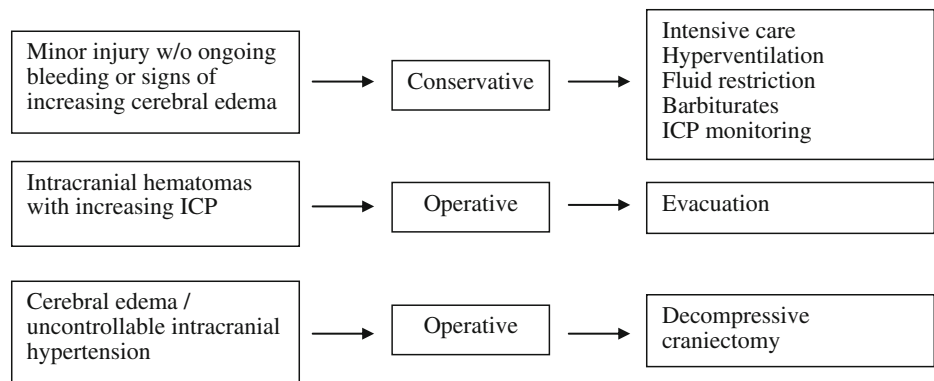 Minor injury w/o ongoing
bleeding or signs of
increasing cerebral edema
Conservative
Intensive care
Hyperventilation
Fluid restriction
Barbiturates
ICP monitoring
Intracranial hematomas
with increasing ICP
Operative
Evacuation
Cerebral edema /
uncontrollable intracranial
hypertension
Operative
Decompressive
craniectomy